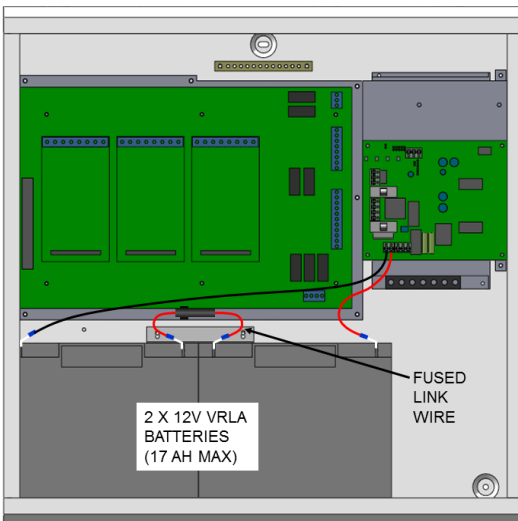 FUSED
LINK
WIRE
2 X 12V VRLA
BATTERIES
(17 AH MAX)